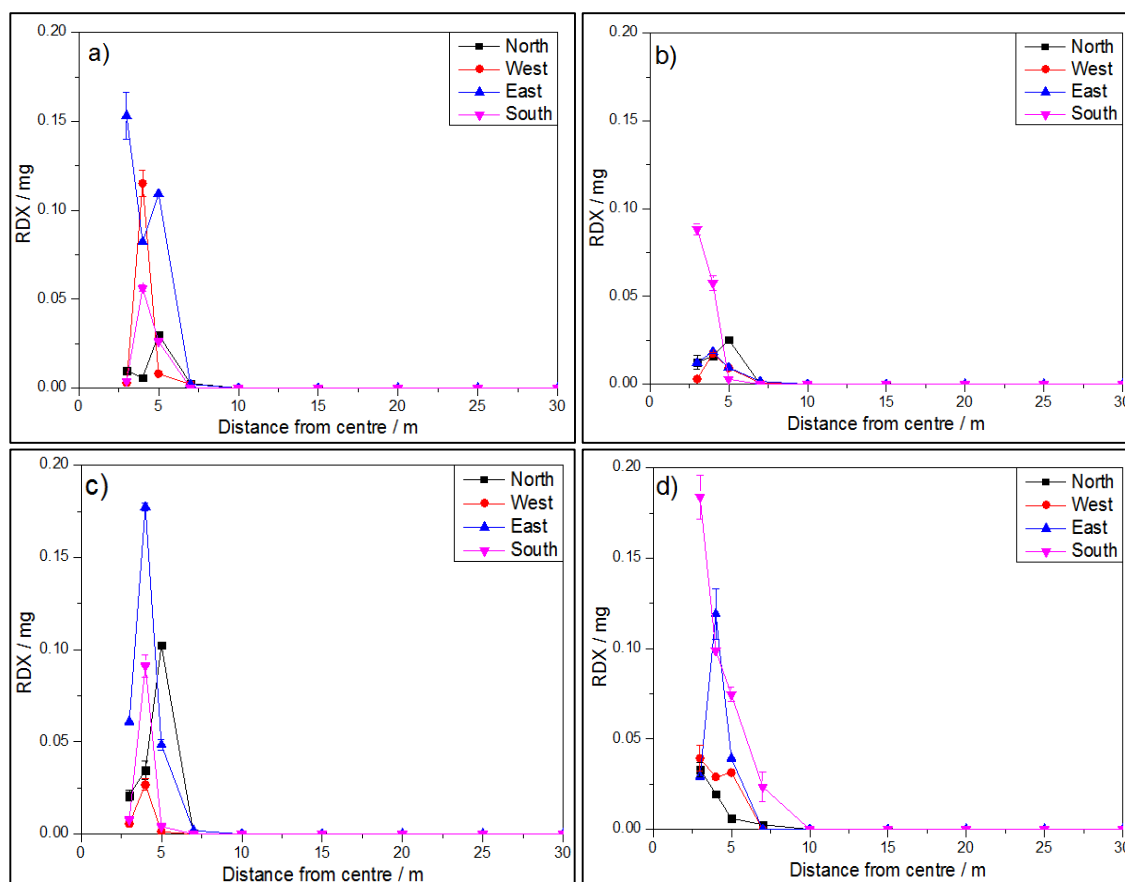 a)
North
West
East
South
0.20
0.15
0.10
0.05
0.00
RDX / mg
0 5 10 15 20 25 30
Distance from centre / m
b)
North
West
East
South
0.20
0.15
0.10
0.05
0.00
RDX / mg
0 5 10 15 20 25 30
Distance from centre / m
c)
North
West
East
South
0.20
0.15
0.10
0.05
0.00
RDX / mg
0 5 10 15 20 25 30
Distance from centre / m
d)
North
West
East
South
0.20
0.15
0.10
0.05
0.00
RDX / mg
0 5 10 15 20 25 30
Distance from centre / m